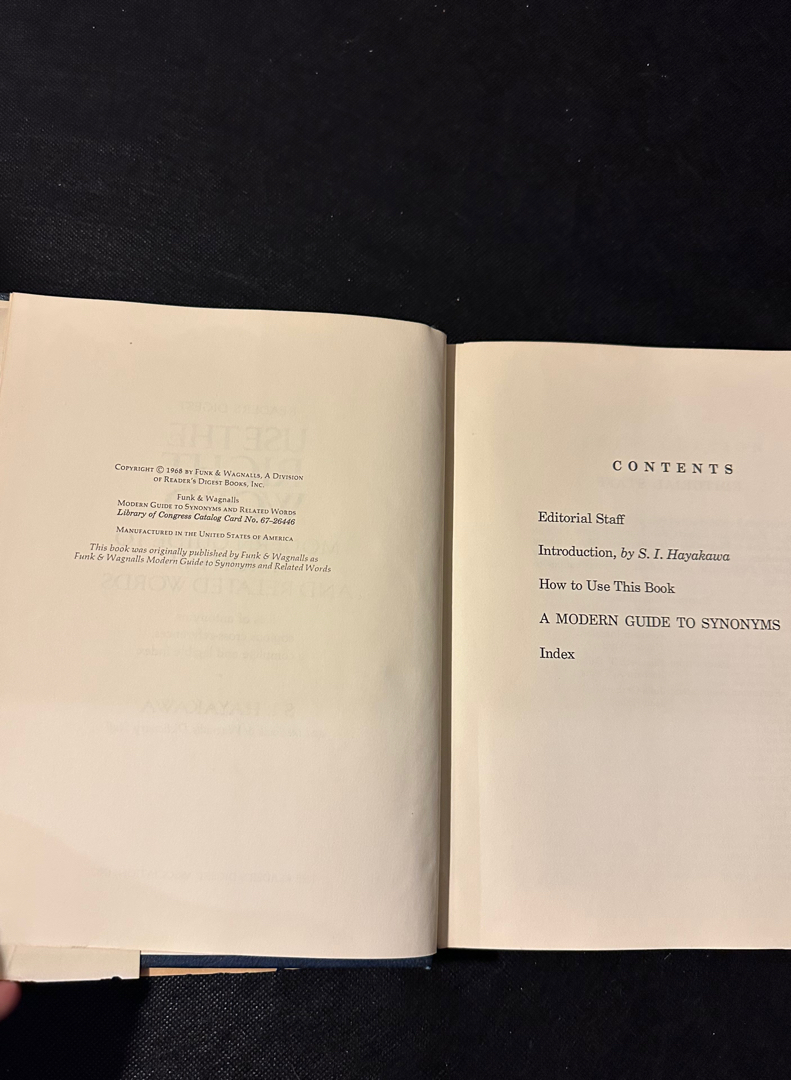 COPYRIGHT © 1968 BY FUNK & WAGNALLS, A DIVISION
OF READER'S DIGEST BOOKS, INC.
Funk & Wagnalls
MODERN GUIDE TO SYNONYMS AND RELATED WORDS
Library of Congress Catalog Card No. 67-26446
MANUFACTURED IN THE UNITED STATES OF AMERICA
This book was originally published by Funk & Wagnalls as
Funk & Wagnalls Modern Guide to Synonyms and Related Words
CONTENTS
Editorial Staff
Introduction, by S. I. Hayakawa
How to Use This Book
A MODERN GUIDE TO SYNONYMS
Index